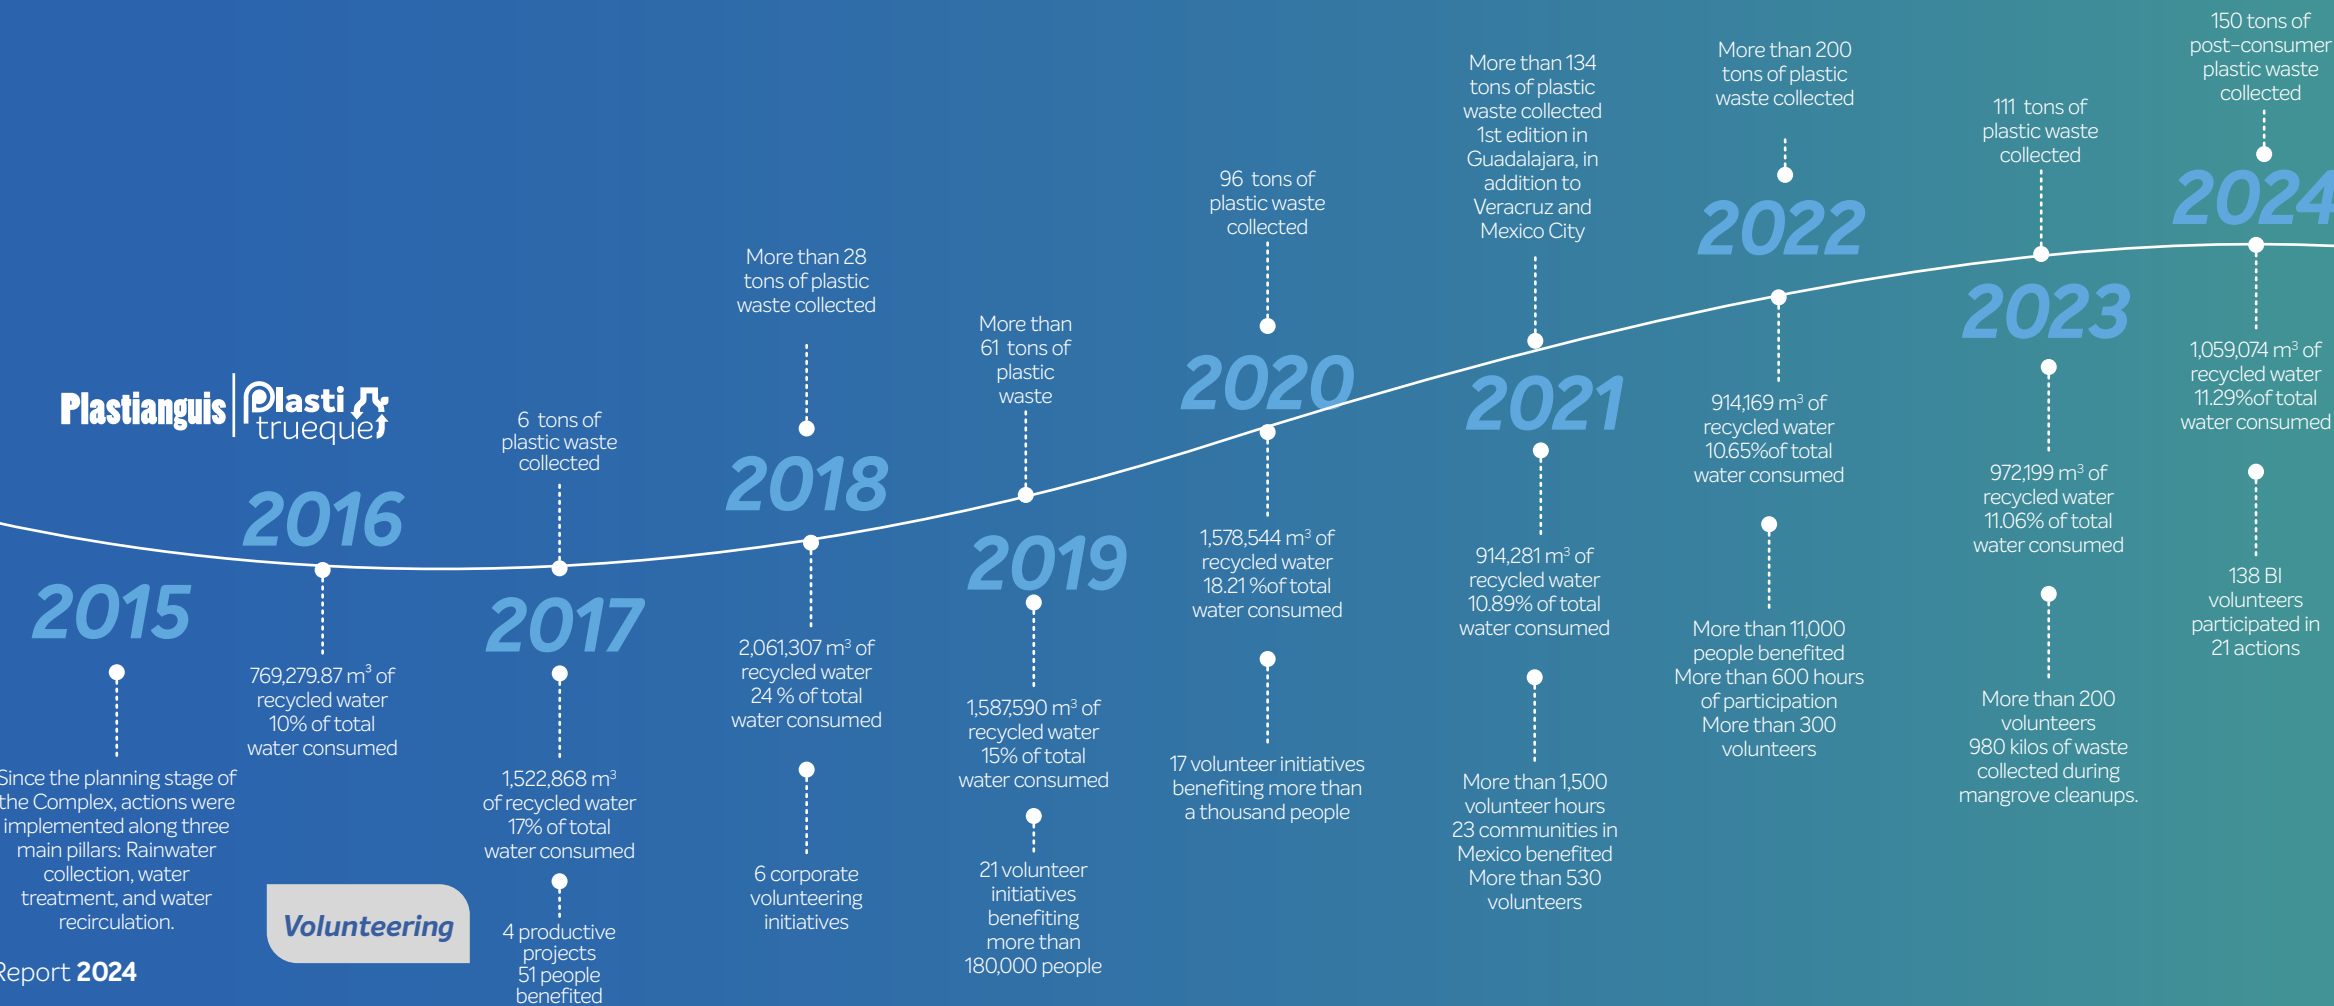 Plastianguis
Plasti
trueque
2015
Since the planning stage of
the Complex, actions were
implemented along three
main pillars: Rainwater
collection, water
treatment, and water
recirculation.
2016
769,279.87 m³ of
recycled water
10% of total
water consumed
Volunteering
6 tons of
plastic waste
collected
2017
1,522,868 m³
of recycled water
17% of total
water consumed
4 productive
projects
51 people
benefited
More than 28
tons of plastic
waste collected
2018
2,061,307 m³ of
recycled water
24 % of total
water consumed
6 corporate
volunteering
initiatives
More than
61 tons of
plastic
waste
2019
1,587,590 m³ of
recycled water
15% of total
water consumed
21 volunteer
initiatives
benefiting
more than
180,000 people
96 tons of
plastic waste
collected
2020
1,578,544 m³ of
recycled water
18.21 %of total
water consumed
17 volunteer initiatives
benefiting more than
a thousand people
More than 134
tons of plastic
waste collected
1st edition in
Guadalajara, in
addition to
Veracruz and
Mexico City
2021
914,281 m³ of
recycled water
10.89% of total
water consumed
More than 1,500
volunteer hours
23 communities in
Mexico benefited
More than 530
volunteers
More than 200
tons of plastic
waste collected
2022
914,169 m³ of
recycled water
10.65%of total
water consumed
More than 11,000
people benefited
More than 600 hours
of participation
More than 300
volunteers
111 tons of
plastic waste
collected
2023
972,199 m³ of
recycled water
11.06% of total
water consumed
More than 200
volunteers
980 kilos of waste
collected during
mangrove cleanups.
150 tons of
post-consumer
plastic waste
collected
2024
1,059,074 m³ of
recycled water
11.29%of total
water consumed
138 BI
volunteers
participated in
21 actions
Report 2024